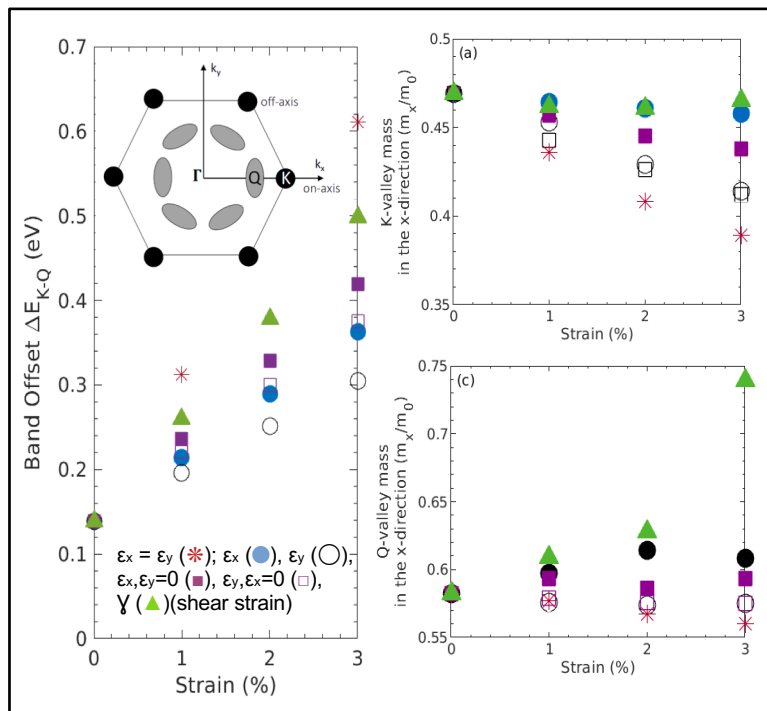 0.7
0.6
0.5
0.4
0.3
0.2
0.1
0
Band Offset ΔE_K-Q (eV)
k_y
off-axis
Γ
Q
K
k_x
on-axis
εx = εy (✳); εx (●), εy (○),
εx,εy=0 (■), εy,εx=0 (□),
Ɣ (▲)(shear strain)
0 1 2 3
Strain (%)
(a)
0.5
0.45
0.4
0.35
K-valley mass
in the x-direction (m_x/m_0)
0 1 2 3
Strain (%)
(c)
0.75
0.7
0.65
0.6
0.55
Q-valley mass
in the x-direction (m_x/m_0)
0 1 2 3
Strain (%)